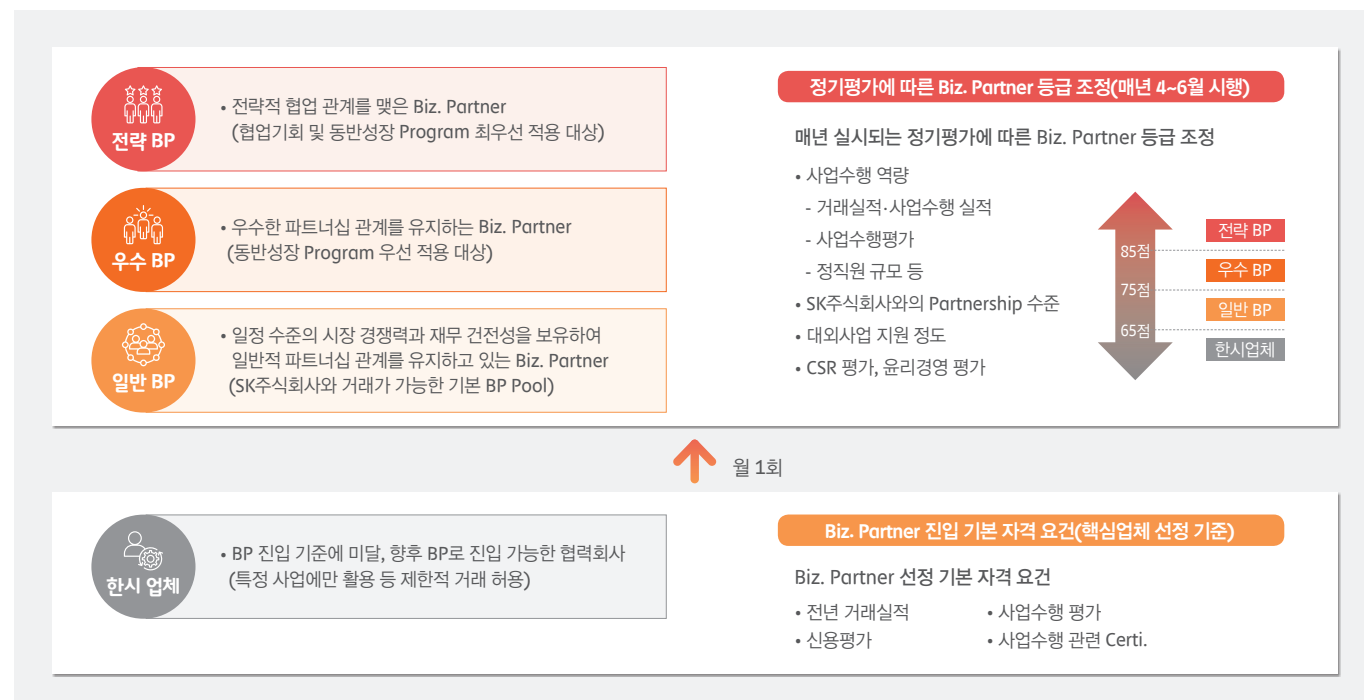 전략 BP
• 전략적 협업 관계를 맺은 Biz. Partner
(협업기회 및 동반성장 Program 최우선 적용 대상)
우수 BP
• 우수한 파트너십 관계를 유지하는 Biz. Partner
(동반성장 Program 우선 적용 대상)
일반 BP
• 일정 수준의 시장 경쟁력과 재무 건전성을 보유하여
일반적 파트너십 관계를 유지하고 있는 Biz. Partner
(SK주식회사와 거래가 가능한 기본 BP Pool)
정기평가에 따른 Biz. Partner 등급 조정(매년 4~6월 시행)
매년 실시되는 정기평가에 따른 Biz. Partner 등급 조정
• 사업수행 역량
- 거래실적·사업수행 실적
- 사업수행평가
- 정직원 규모 등
• SK주식회사와의 Partnership 수준
• 대외사업 지원 정도
• CSR 평가, 윤리경영 평가
전략 BP
85점
우수 BP
75점
일반 BP
65점
한시업체
월 1회
한시 업체
• BP 진입 기준에 미달, 향후 BP로 진입 가능한 협력회사
(특정 사업에만 활용 등 제한적 거래 허용)
Biz. Partner 진입 기본 자격 요건(핵심업체 선정 기준)
Biz. Partner 선정 기본 자격 요건
• 전년 거래실적 • 사업수행 평가
• 신용평가 • 사업수행 관련 Certi.